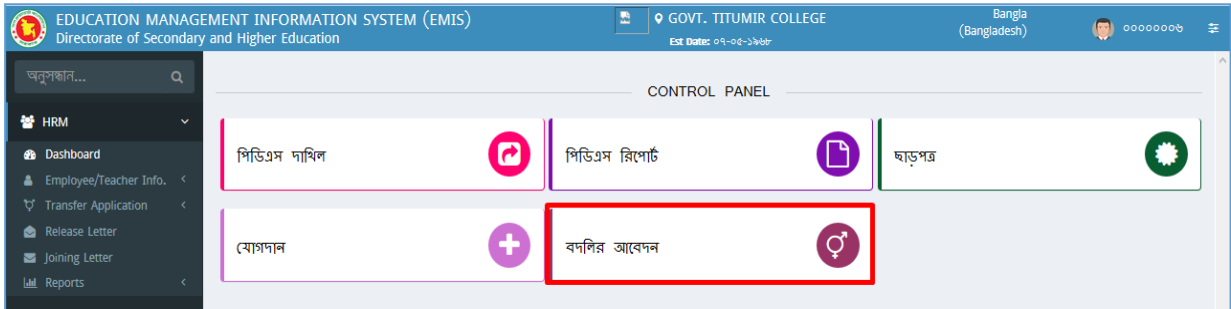 EDUCATION MANAGEMENT INFORMATION SYSTEM (EMIS)
Directorate of Secondary and Higher Education
GOVT. TITUMIR COLLEGE
Est Date: ০৭-০৫-১৯৬৮
Bangla
(Bangladesh)
০০০০০০০৬
অনুসন্ধান...
HRM
Dashboard
Employee/Teacher Info.
Transfer Application
Release Letter
Joining Letter
Reports
CONTROL PANEL
পিডিএস দাখিল
পিডিএস রিপোর্ট
ছাড়পত্র
যোগদান
বদলির আবেদন